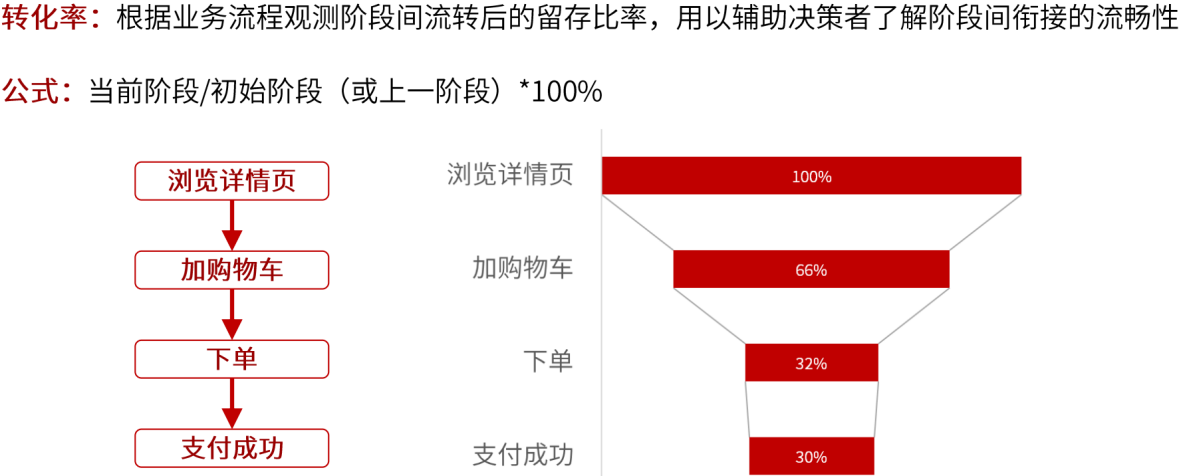 转化率：根据业务流程观测阶段间流转后的留存比率，用以辅助决策者了解阶段间衔接的流畅性
公式：当前阶段/初始阶段（或上一阶段）*100%
浏览详情页
加购物车
下单
支付成功
浏览详情页 100%
加购物车 66%
下单 32%
支付成功 30%